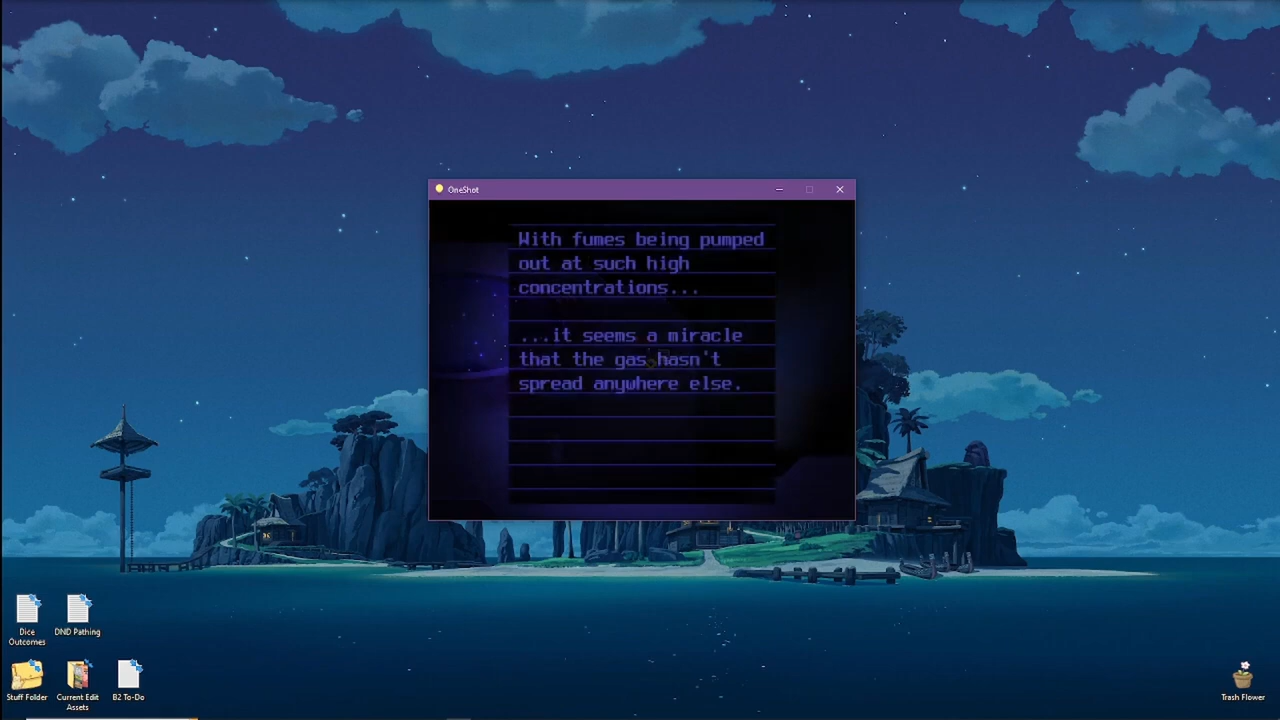 OneShot
With fumes being pumped
out at such high
concentrations...
...it seems a miracle
that the gas hasn't
spread anywhere else.
Dice
Outcomes
DND Pathing
Stuff Folder
Current Edit
Assets
B2 To-Do
Trash Flower